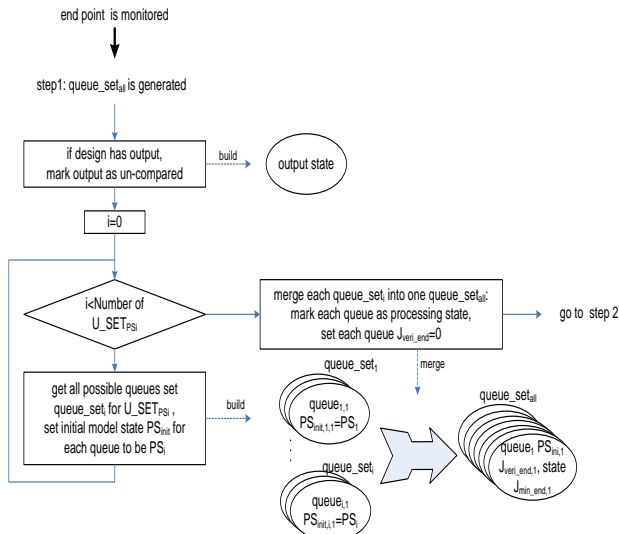 end point is monitored
step1: queue_setall is generated
if design has output,
mark output as un-compared
build
output state
i=0
i<Number of
U_SETPSi
merge each queue_seti into one queue_setall:
mark each queue as processing state,
set each queue Jveri_end=0
go to step 2
get all possible queues set
queue_seti for U_SETPSi ,
set initial model state PSinit for
each queue to be PSi
build
merge
queue_set1
queue1,1
PSinit,1,1=PS1
.
.
.
queue_seti
queuei,1
PSinit,i,1=PSi
queue_setall
queue1 PSini,1
Jveri_end,1, state
Jmin_end,1